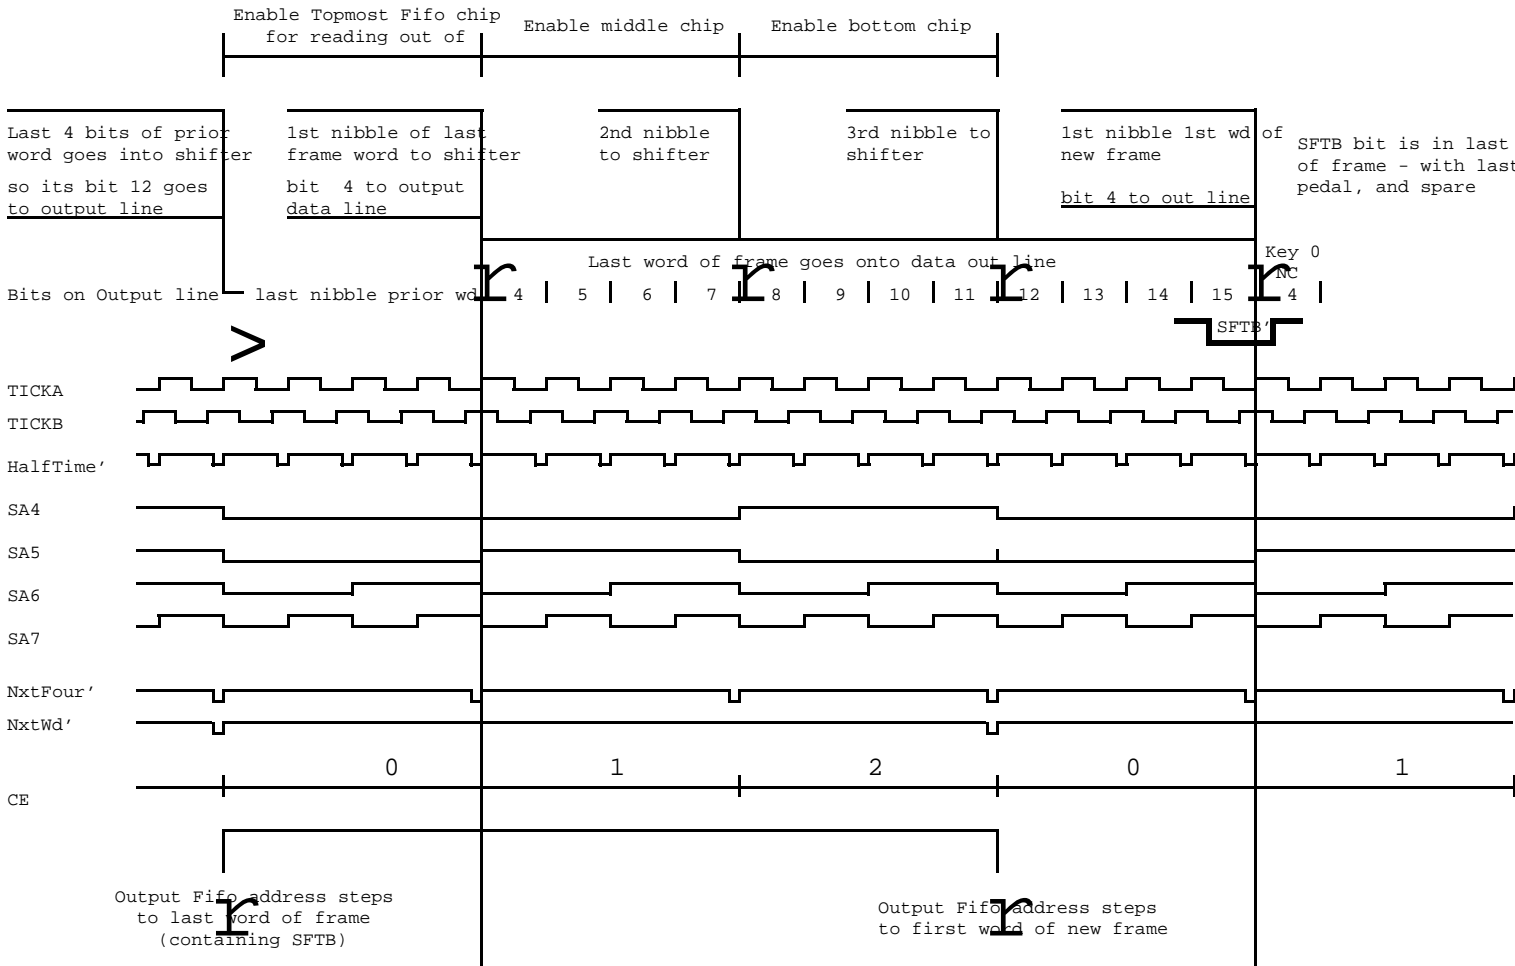 Enable Topmost Fifo chip
for reading out of
Enable middle chip
Enable bottom chip
Last 4 bits of prior
word goes into shifter
so its bit 12 goes
to output line
1st nibble of last
frame word to shifter
bit 4 to output
data line
2nd nibble
to shifter
3rd nibble to
shifter
1st nibble 1st wd of
new frame
bit 4 to out line
SFTB bit is in last
of frame - with last
pedal, and spare
Key 0
NC
Last word of frame goes onto data out line
r r r r
Bits on Output line last nibble prior wd 4 5 6 7 8 9 10 11 12 13 14 15 4
SFTB'
>
TICKA
TICKB
HalfTime'
SA4
SA5
SA6
SA7
NxtFour'
NxtWd'
0 1 2 0 1
CE
Output Fifo address steps
to last word of frame
(containing SFTB)
r
Output Fifo address steps
to first word of new frame
r